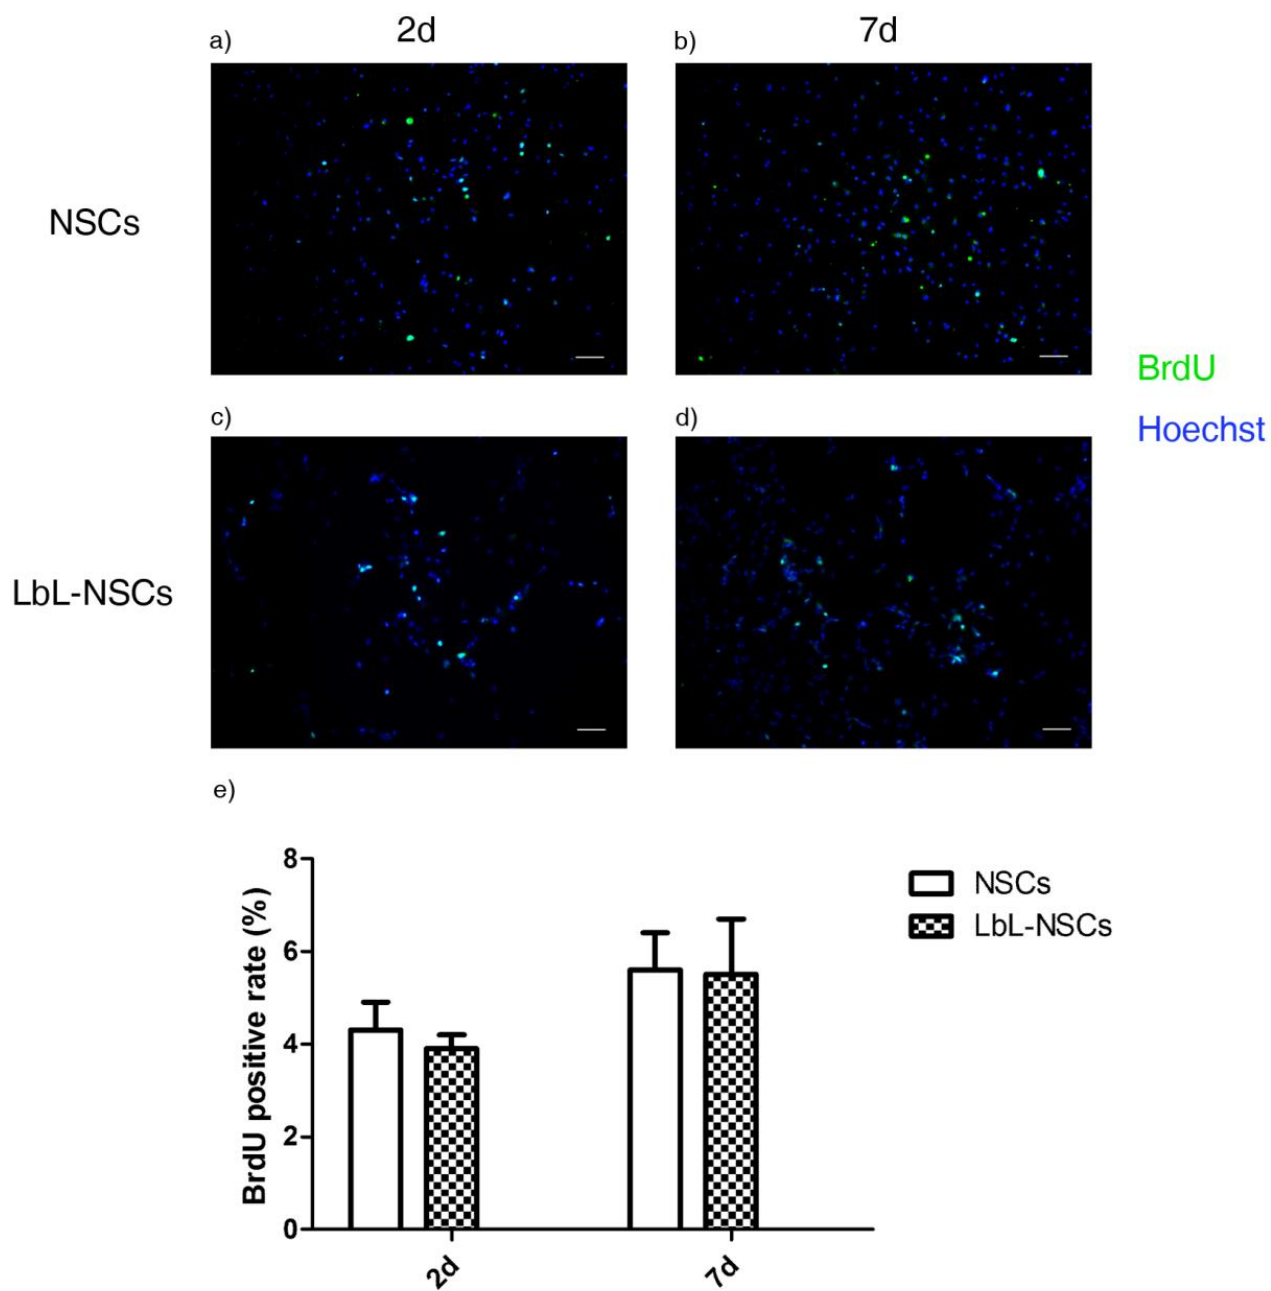 a)
2d
b)
7d
NSCs
BrdU
Hoechst
c)
d)
LbL-NSCs
e)
8
6
4
2
0
BrdU positive rate (%)
NSCs
LbL-NSCs
2d
7d